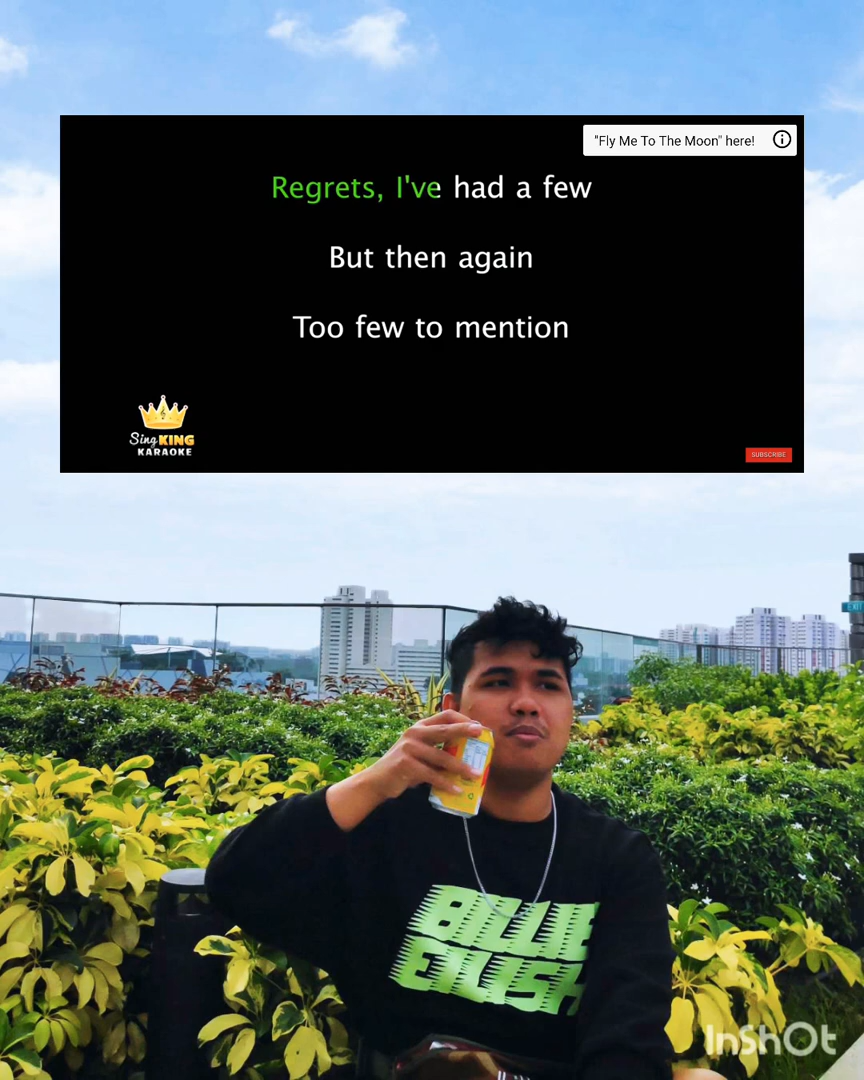 "Fly Me To The Moon" here!
Regrets, I've had a few
But then again
Too few to mention
Sing KING
KARAOKE
SUBSCRIBE
EXIT
BILLIE
EILISH
InShOt